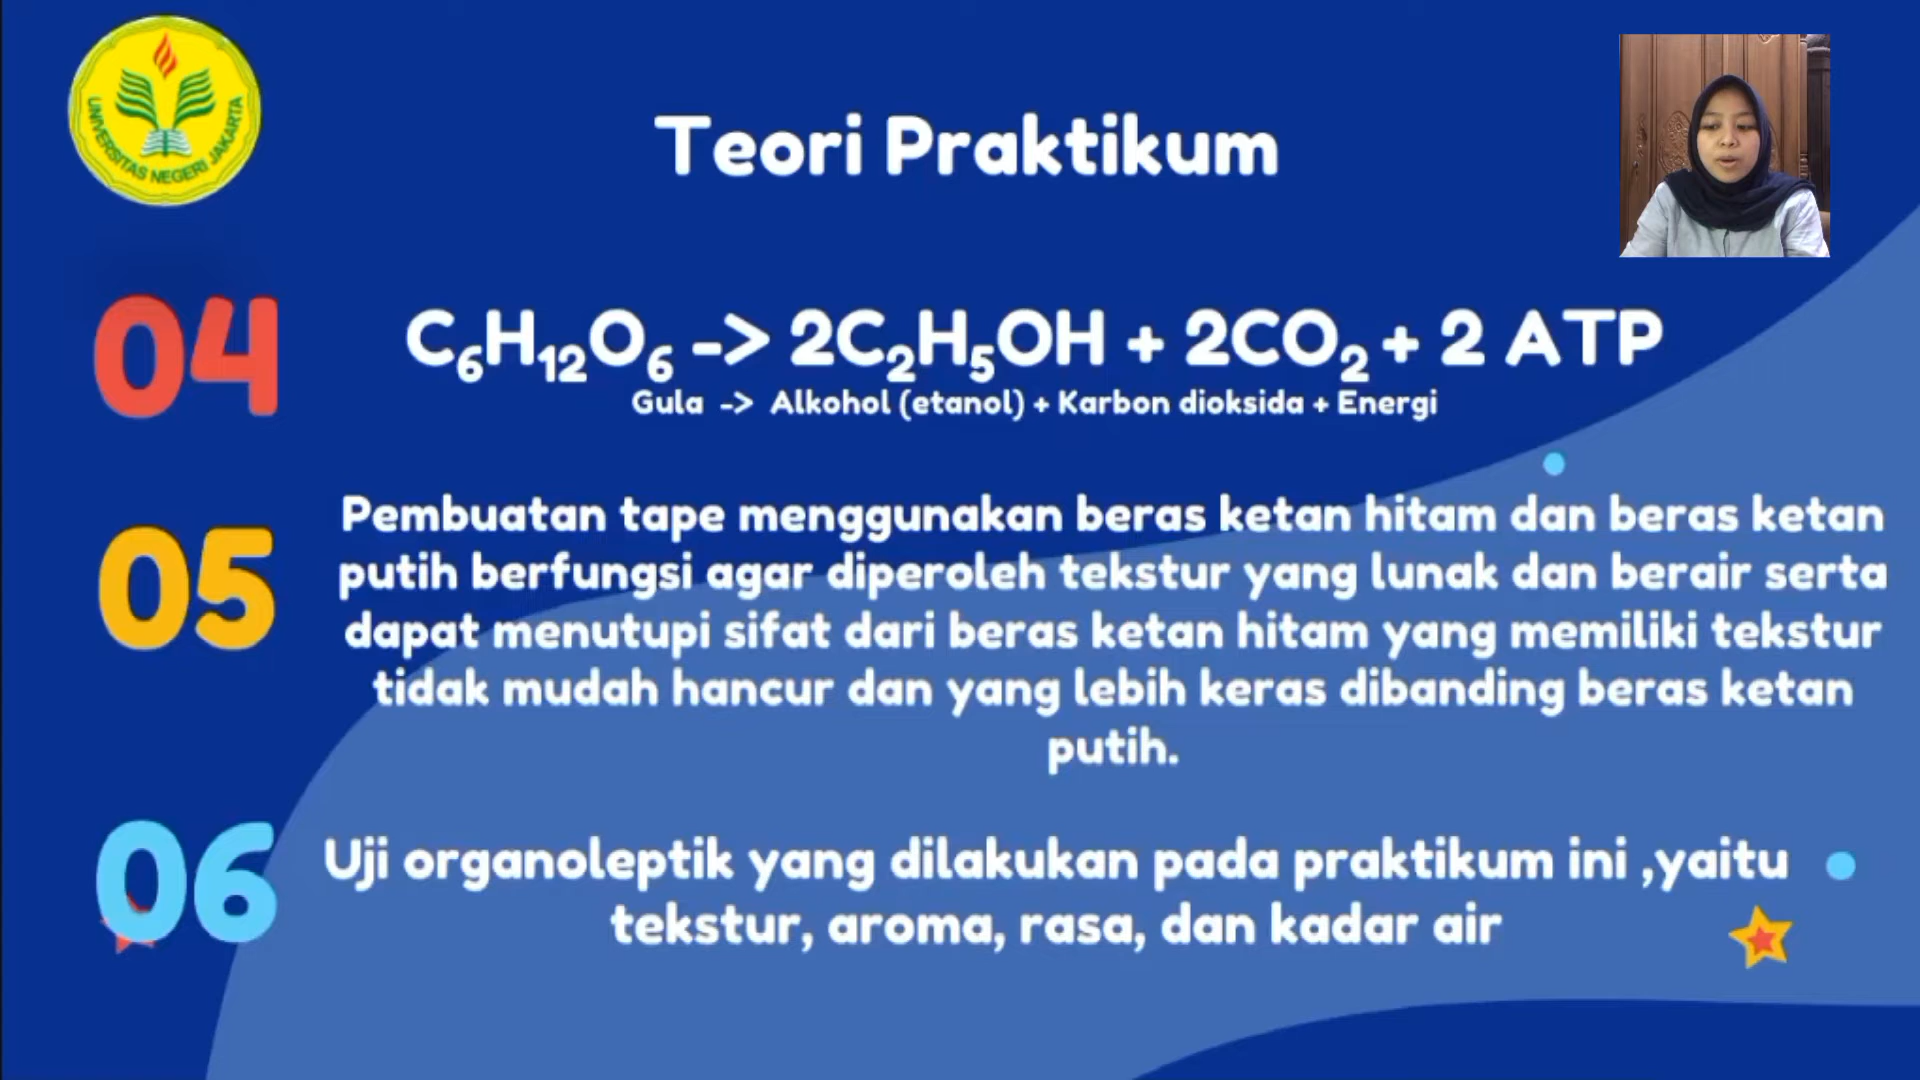 UNIVERSITAS NEGERI JAKARTA
Teori Praktikum
04
C₆H₁₂O₆ -> 2C₂H₅OH + 2CO₂ + 2 ATP
Gula -> Alkohol (etanol) + Karbon dioksida + Energi
05
Pembuatan tape menggunakan beras ketan hitam dan beras ketan
putih berfungsi agar diperoleh tekstur yang lunak dan berair serta
dapat menutupi sifat dari beras ketan hitam yang memiliki tekstur
tidak mudah hancur dan yang lebih keras dibanding beras ketan
putih.
06
Uji organoleptik yang dilakukan pada praktikum ini ,yaitu
tekstur, aroma, rasa, dan kadar air